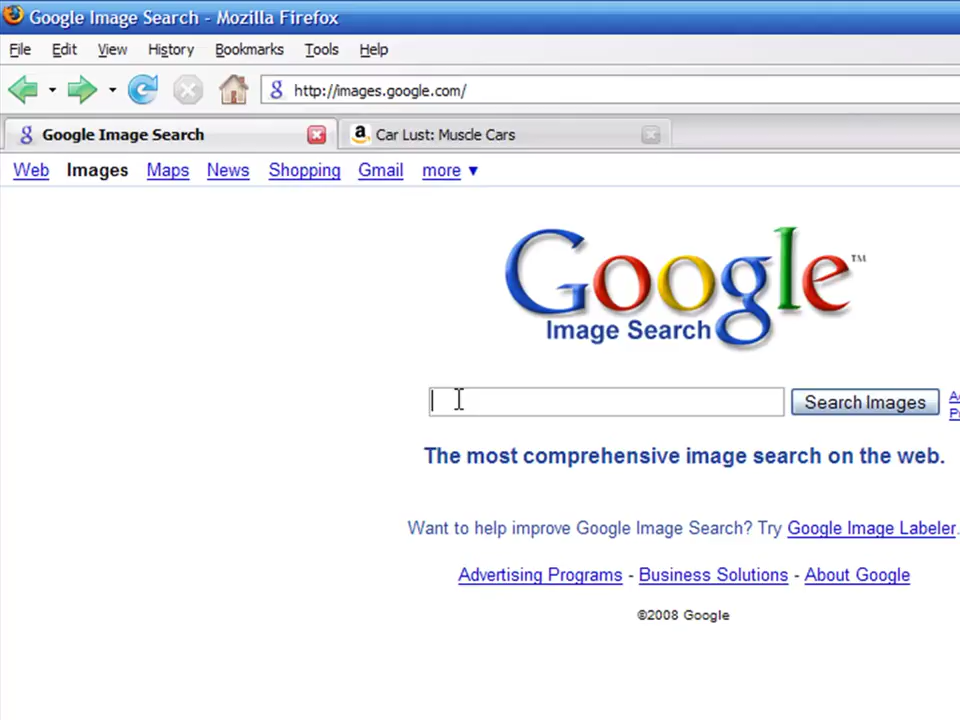 Google Image Search - Mozilla Firefox
File Edit View History Bookmarks Tools Help
http://images.google.com/
Google Image Search Car Lust: Muscle Cars
Web Images Maps News Shopping Gmail more ▼
Google™
Image Search
Search Images
The most comprehensive image search on the web.
Want to help improve Google Image Search? Try Google Image Labeler.
Advertising Programs - Business Solutions - About Google
©2008 Google